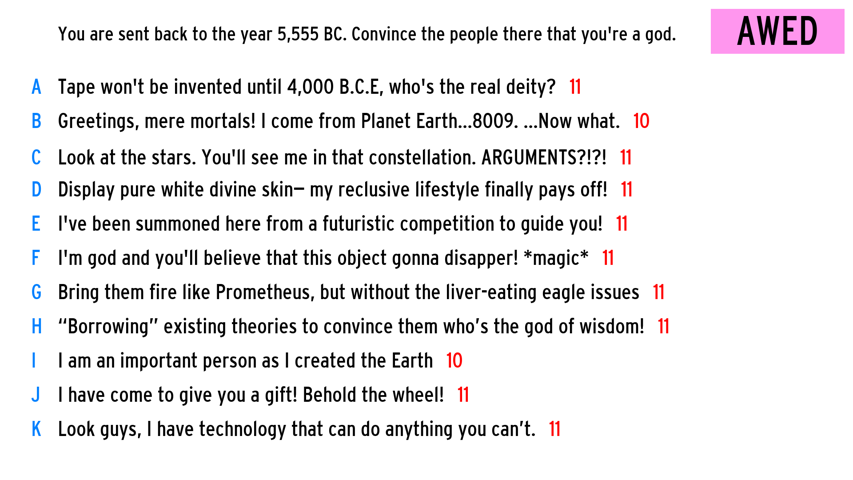 You are sent back to the year 5,555 BC. Convince the people there that you're a god.
AWED
A Tape won't be invented until 4,000 B.C.E, who's the real deity? 11
B Greetings, mere mortals! I come from Planet Earth...8009. ...Now what. 10
C Look at the stars. You'll see me in that constellation. ARGUMENTS?!?! 11
D Display pure white divine skin— my reclusive lifestyle finally pays off! 11
E I've been summoned here from a futuristic competition to guide you! 11
F I'm god and you'll believe that this object gonna disapper! *magic* 11
G Bring them fire like Prometheus, but without the liver-eating eagle issues 11
H “Borrowing” existing theories to convince them who’s the god of wisdom! 11
I I am an important person as I created the Earth 10
J I have come to give you a gift! Behold the wheel! 11
K Look guys, I have technology that can do anything you can’t. 11